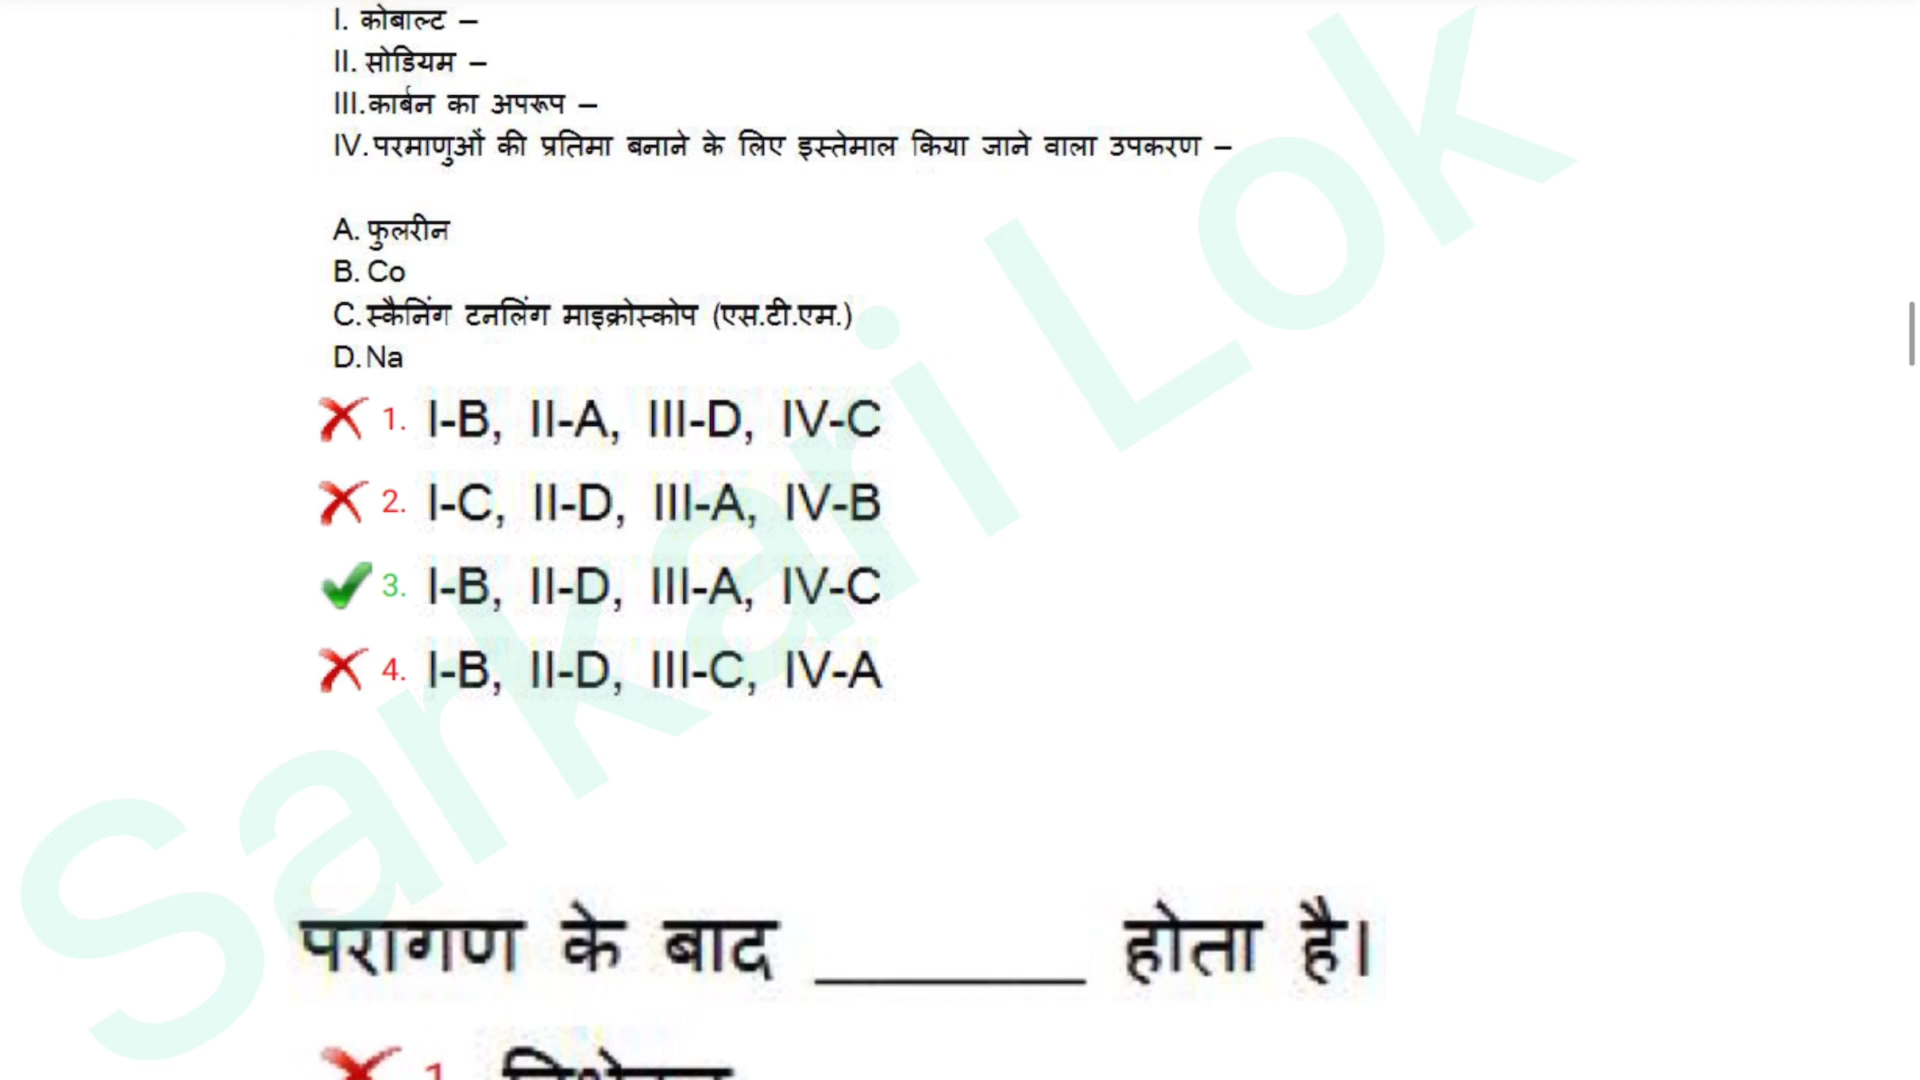 I. कोबाल्ट –
II. सोडियम –
III.कार्बन का अपरूप –
IV.परमाणुओं की प्रतिमा बनाने के लिए इस्तेमाल किया जाने वाला उपकरण –
A. फुलरीन
B. Co
C.स्कैनिंग टनलिंग माइक्रोस्कोप (एस.टी.एम.)
D.Na
1. I-B, II-A, III-D, IV-C
2. I-C, II-D, III-A, IV-B
3. I-B, II-D, III-A, IV-C
4. I-B, II-D, III-C, IV-A
परागण के बाद ________ होता है।
1.
Sarkari Lok